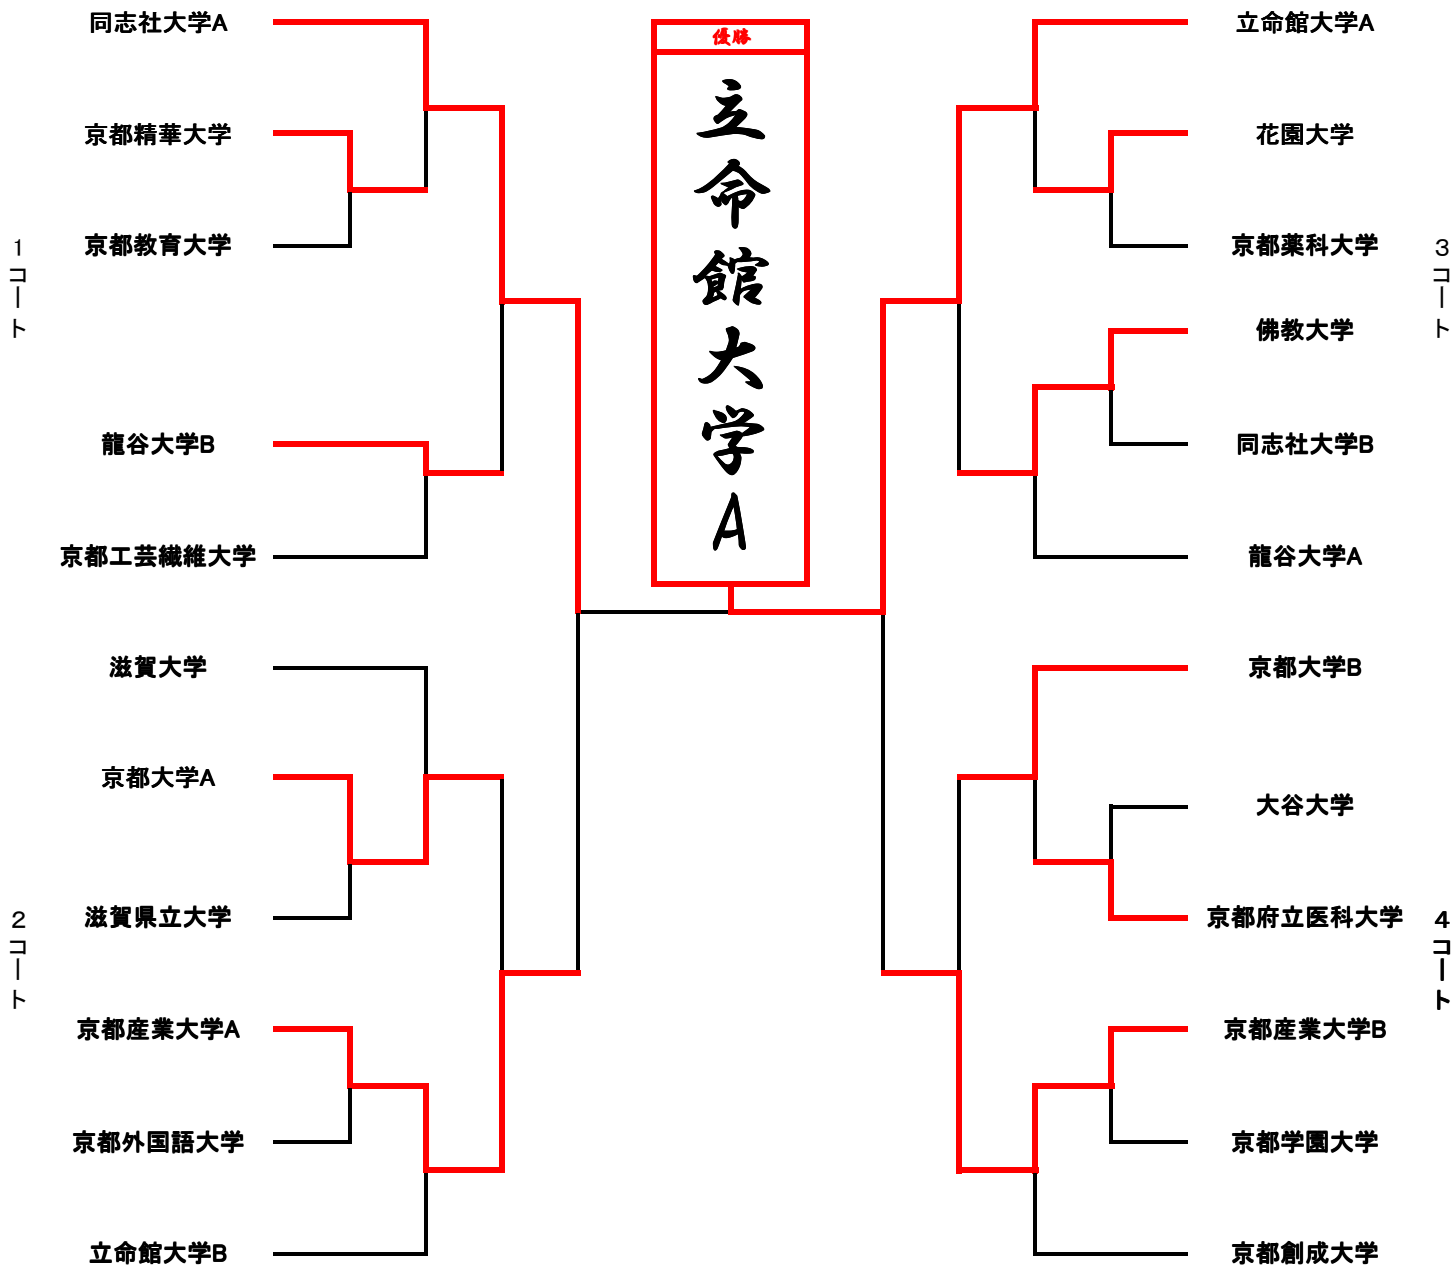 同志社大学A
京都精華大学
京都教育大学
1コート
龍谷大学B
京都工芸繊維大学
滋賀大学
京都大学A
滋賀県立大学
2コート
京都産業大学A
京都外国語大学
立命館大学B
優勝
立命館大学A
立命館大学A
花園大学
京都薬科大学
3コート
佛教大学
同志社大学B
龍谷大学A
京都大学B
大谷大学
京都府立医科大学
4コート
京都産業大学B
京都学園大学
京都創成大学